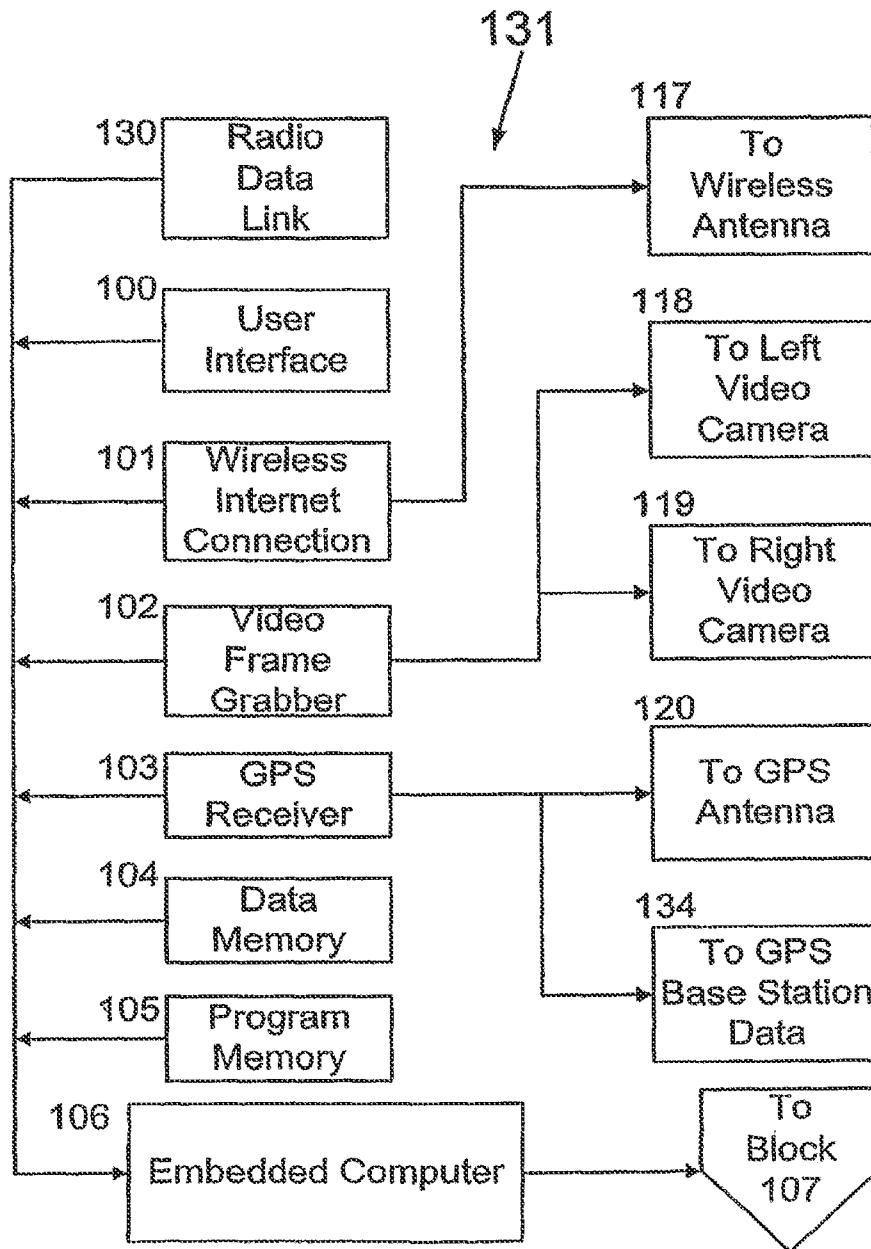 131
130
Radio
Data
Link
117
To
Wireless
Antenna
100
User
Interface
118
To Left
Video
Camera
101
Wireless
Internet
Connection
119
To Right
Video
Camera
102
Video
Frame
Grabber
120
To GPS
Antenna
103
GPS
Receiver
104
Data
Memory
134
To GPS
Base Station
Data
105
Program
Memory
106
Embedded Computer
To
Block
107